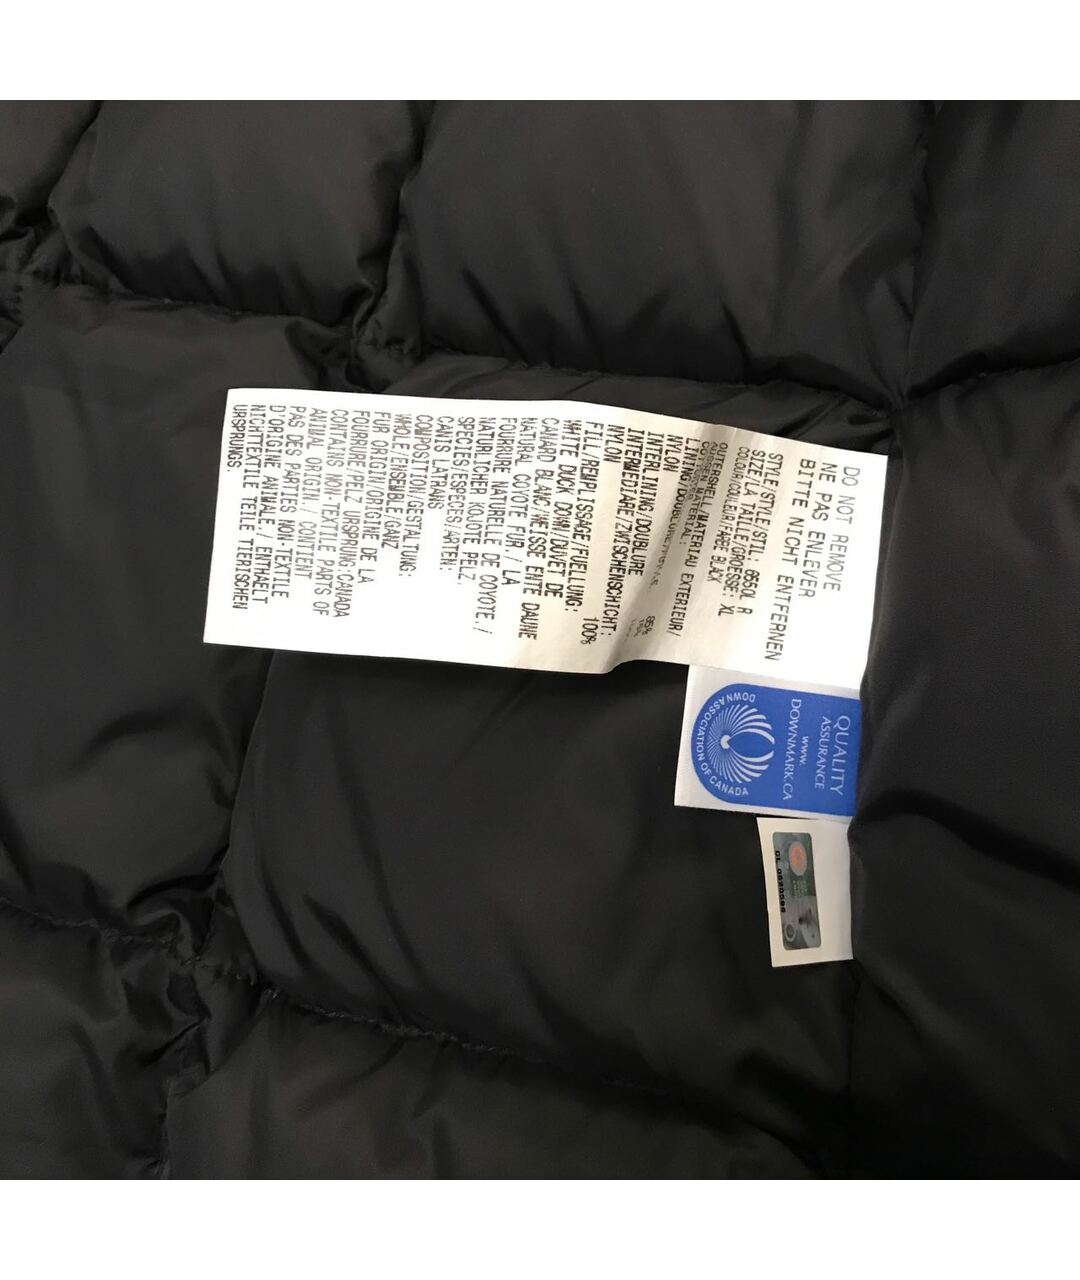 DO NOT REMOVE
NE PAS ENLEVER
BITTE NICHT ENTFERNEN
STYLE/STYLE/STIL: 6550L R
SIZE/LA TAILLE/GROESSE: XL
COLOUR/COULEUR/FARBE BLACK
OUTERSHELL/MATERIAU EXTERIEUR/
LINING/DOUBLURE
NYLON
INTERLINING/DOUBLURE
INTERMEDIARE/ZWISCHENSCHICHT:
NYLON 100%
FILL/REMPLISSAGE/FUELLUNG:
WHITE DUCK DOWN/DUVET DE
CANARD BLANC/WEISSE ENTE DAUNE
NATURAL COYOTE FUR./ LA
FOURRURE NATURELLE DE COYOTE./
NATURLICHER KOJOTE PELZ.
SPECIES/ESPECES/ARTEN:
CANIS LATRANS
COMPOSITION/GESTALTUNG:
WHOLE/ENSEMBLE/GANZ
FUR ORIGIN/ORIGINE DE LA
FOURRURE/PELZ URSPRUNG:CANADA
CONTAINS NON-TEXTILE PARTS OF
ANIMAL ORIGIN./ CONTIENT
PAS DES PARTIES NON-TEXTILE
D'ORIGINE ANIMALE./ ENTHAELT
NICHTTEXTILE TEILE TIERISCHEN
URSPRUNGS.
QUALITY
ASSURANCE
www.
DOWNMARK.CA
DOWN ASSOCIATION OF CANADA